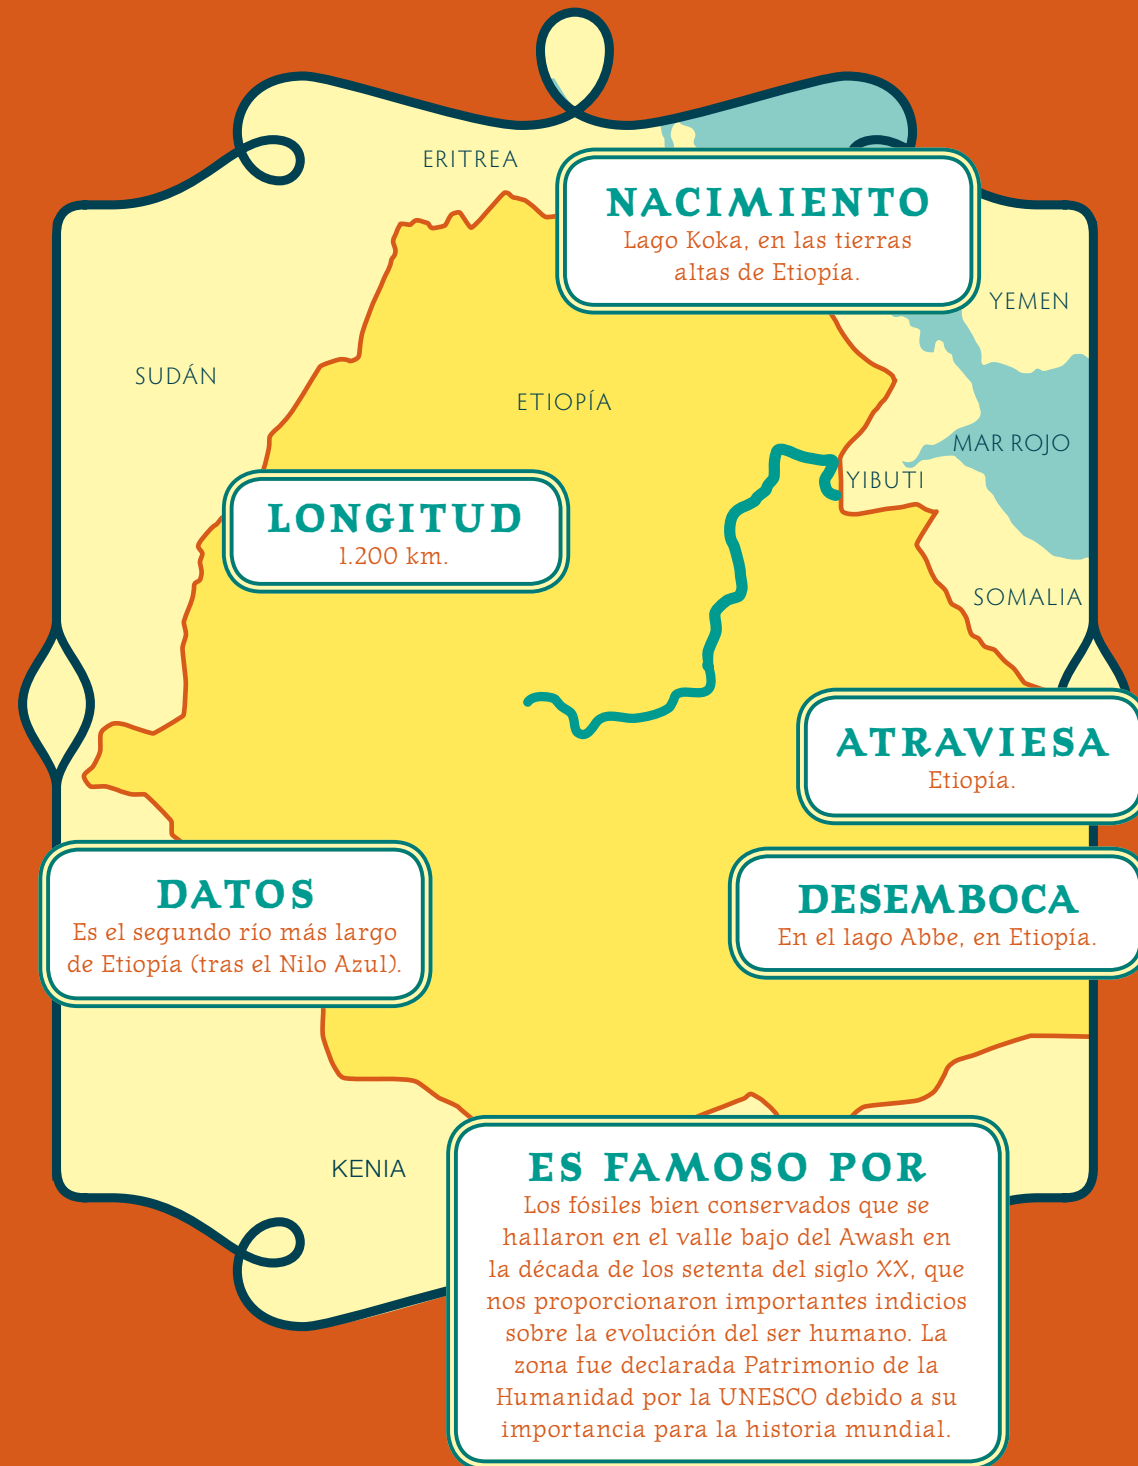 ERITREA
NACIMIENTO
Lago Koka, en las tierras
altas de Etiopía.
YEMEN
SUDÁN
ETIOPÍA
MAR ROJO
YIBUTI
LONGITUD
1.200 km.
SOMALIA
ATRAVIESA
Etiopía.
DATOS
Es el segundo río más largo
de Etiopía (tras el Nilo Azul).
DESEMBOCA
En el lago Abbe, en Etiopía.
KENIA
ES FAMOSO POR
Los fósiles bien conservados que se
hallaron en el valle bajo del Awash en
la década de los setenta del siglo XX, que
nos proporcionaron importantes indicios
sobre la evolución del ser humano. La
zona fue declarada Patrimonio de la
Humanidad por la UNESCO debido a su
importancia para la historia mundial.